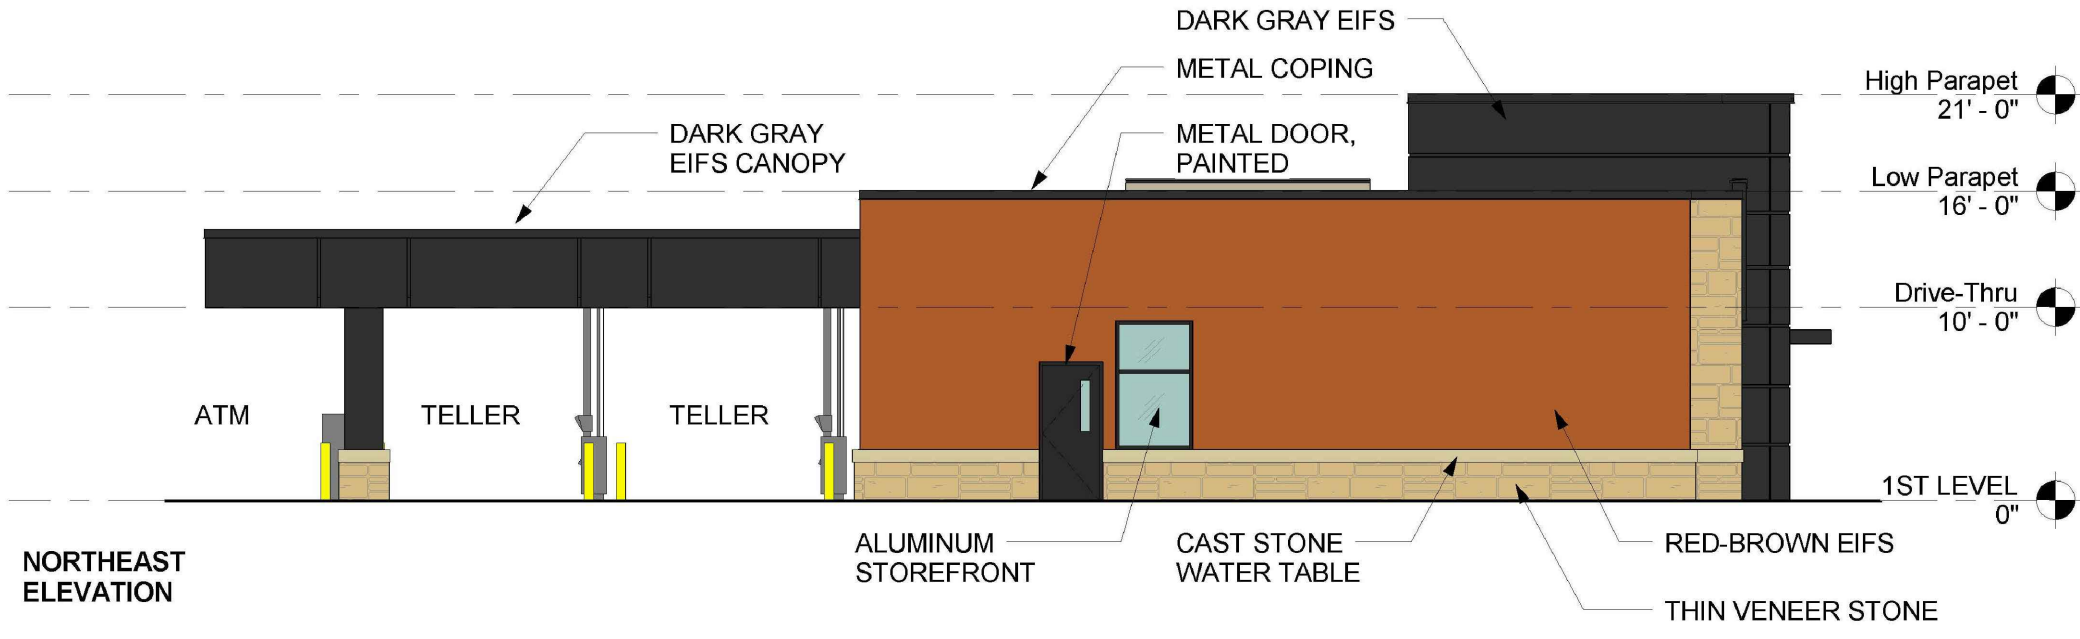 DARK GRAY EIFS
METAL COPING
High Parapet
21' - 0"
DARK GRAY
EIFS CANOPY
METAL DOOR,
PAINTED
Low Parapet
16' - 0"
Drive-Thru
10' - 0"
ATM
TELLER
TELLER
1ST LEVEL
0"
NORTHEAST
ELEVATION
ALUMINUM
STOREFRONT
CAST STONE
WATER TABLE
RED-BROWN EIFS
THIN VENEER STONE